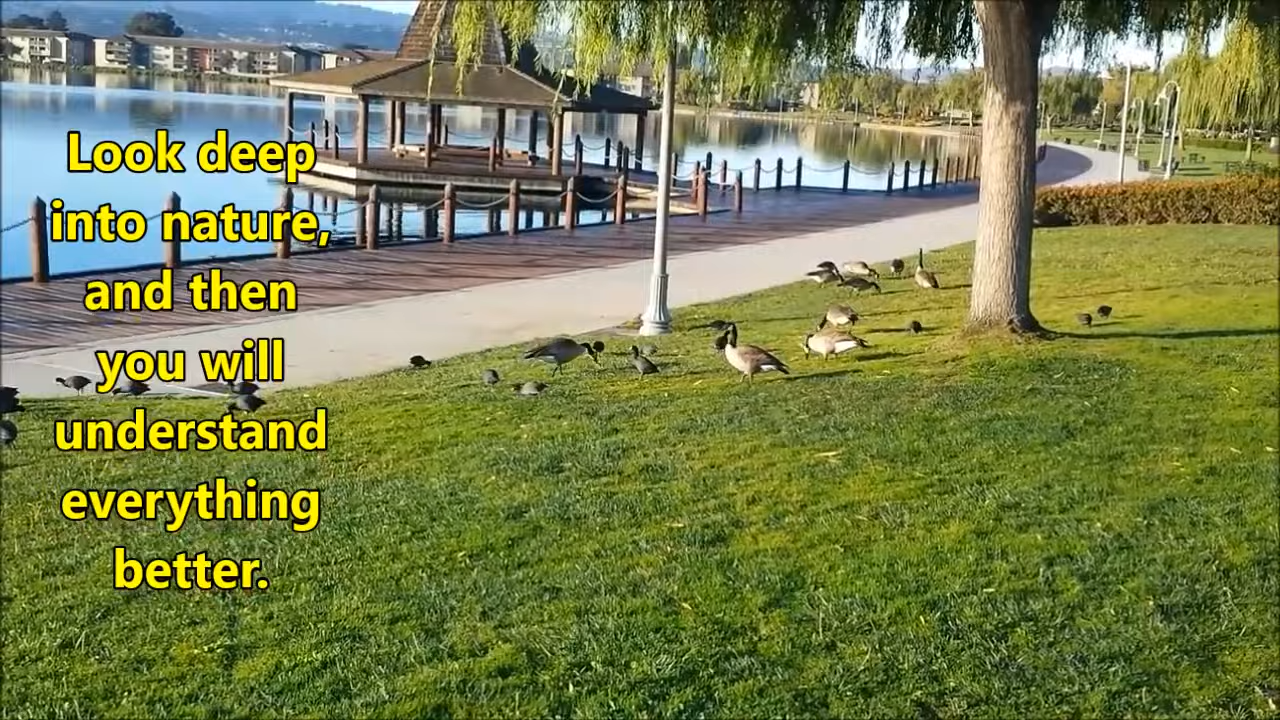 Look deep
into nature,
and then
you will
understand
everything
better.